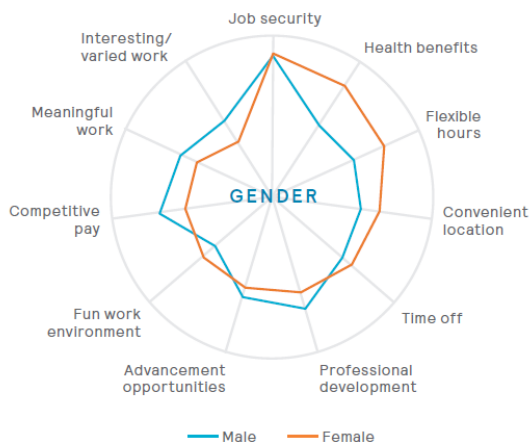 Job security
Interesting/
varied work
Health benefits
Meaningful
work
Flexible
hours
GENDER
Competitive
pay
Convenient
location
Fun work
environment
Time off
Advancement
opportunities
Professional
development
Male
Female